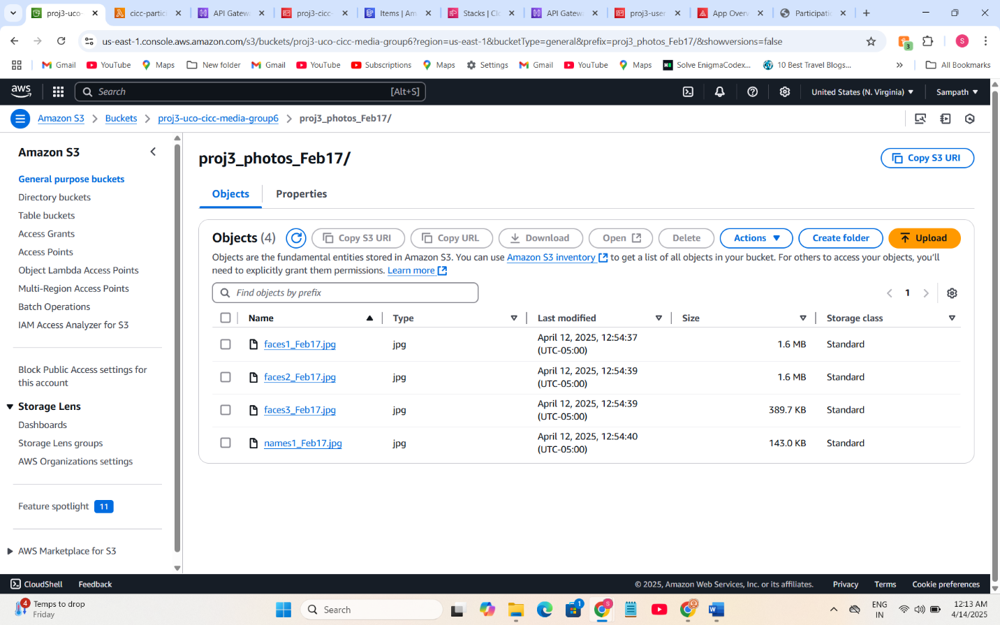 proj3-uco-
cicc-partici
API Gatewa
proj3-cicc-
Items | Am
Stacks | Clo
API Gatewa
proj3-user
App Overv
Participatio
us-east-1.console.aws.amazon.com/s3/buckets/proj3-uco-cicc-media-group6?region=us-east-1&bucketType=general&prefix=proj3_photos_Feb17/&showversions=false
3
S
Gmail
YouTube
Maps
New folder
Gmail
YouTube
Subscriptions
Maps
Settings
Gmail
YouTube
Maps
Solve EnigmaCodex...
10 Best Travel Blogs...
»
All Bookmarks
aws
Search
[Alt+S]
United States (N. Virginia)
Sampath
Amazon S3
Buckets
proj3-uco-cicc-media-group6
proj3_photos_Feb17/
Amazon S3
General purpose buckets
Directory buckets
Table buckets
Access Grants
Access Points
Object Lambda Access Points
Multi-Region Access Points
Batch Operations
IAM Access Analyzer for S3
Block Public Access settings for
this account
Storage Lens
Dashboards
Storage Lens groups
AWS Organizations settings
Feature spotlight 11
AWS Marketplace for S3
proj3_photos_Feb17/
Copy S3 URI
Objects
Properties
Objects (4)
Copy S3 URI
Copy URL
Download
Open
Delete
Actions
Create folder
Upload
Objects are the fundamental entities stored in Amazon S3. You can use Amazon S3 inventory to get a list of all objects in your bucket. For others to access your objects, you'll
need to explicitly grant them permissions. Learn more
Find objects by prefix
1
Name
Type
Last modified
Size
Storage class
faces1_Feb17.jpg
jpg
April 12, 2025, 12:54:37
(UTC-05:00)
1.6 MB
Standard
faces2_Feb17.jpg
jpg
April 12, 2025, 12:54:39
(UTC-05:00)
1.6 MB
Standard
faces3_Feb17.jpg
jpg
April 12, 2025, 12:54:39
(UTC-05:00)
389.7 KB
Standard
names1_Feb17.jpg
jpg
April 12, 2025, 12:54:40
(UTC-05:00)
143.0 KB
Standard
CloudShell
Feedback
© 2025, Amazon Web Services, Inc. or its affiliates.
Privacy
Terms
Cookie preferences
4
Temps to drop
Friday
Search
1
S
ENG
IN
12:13 AM
4/14/2025